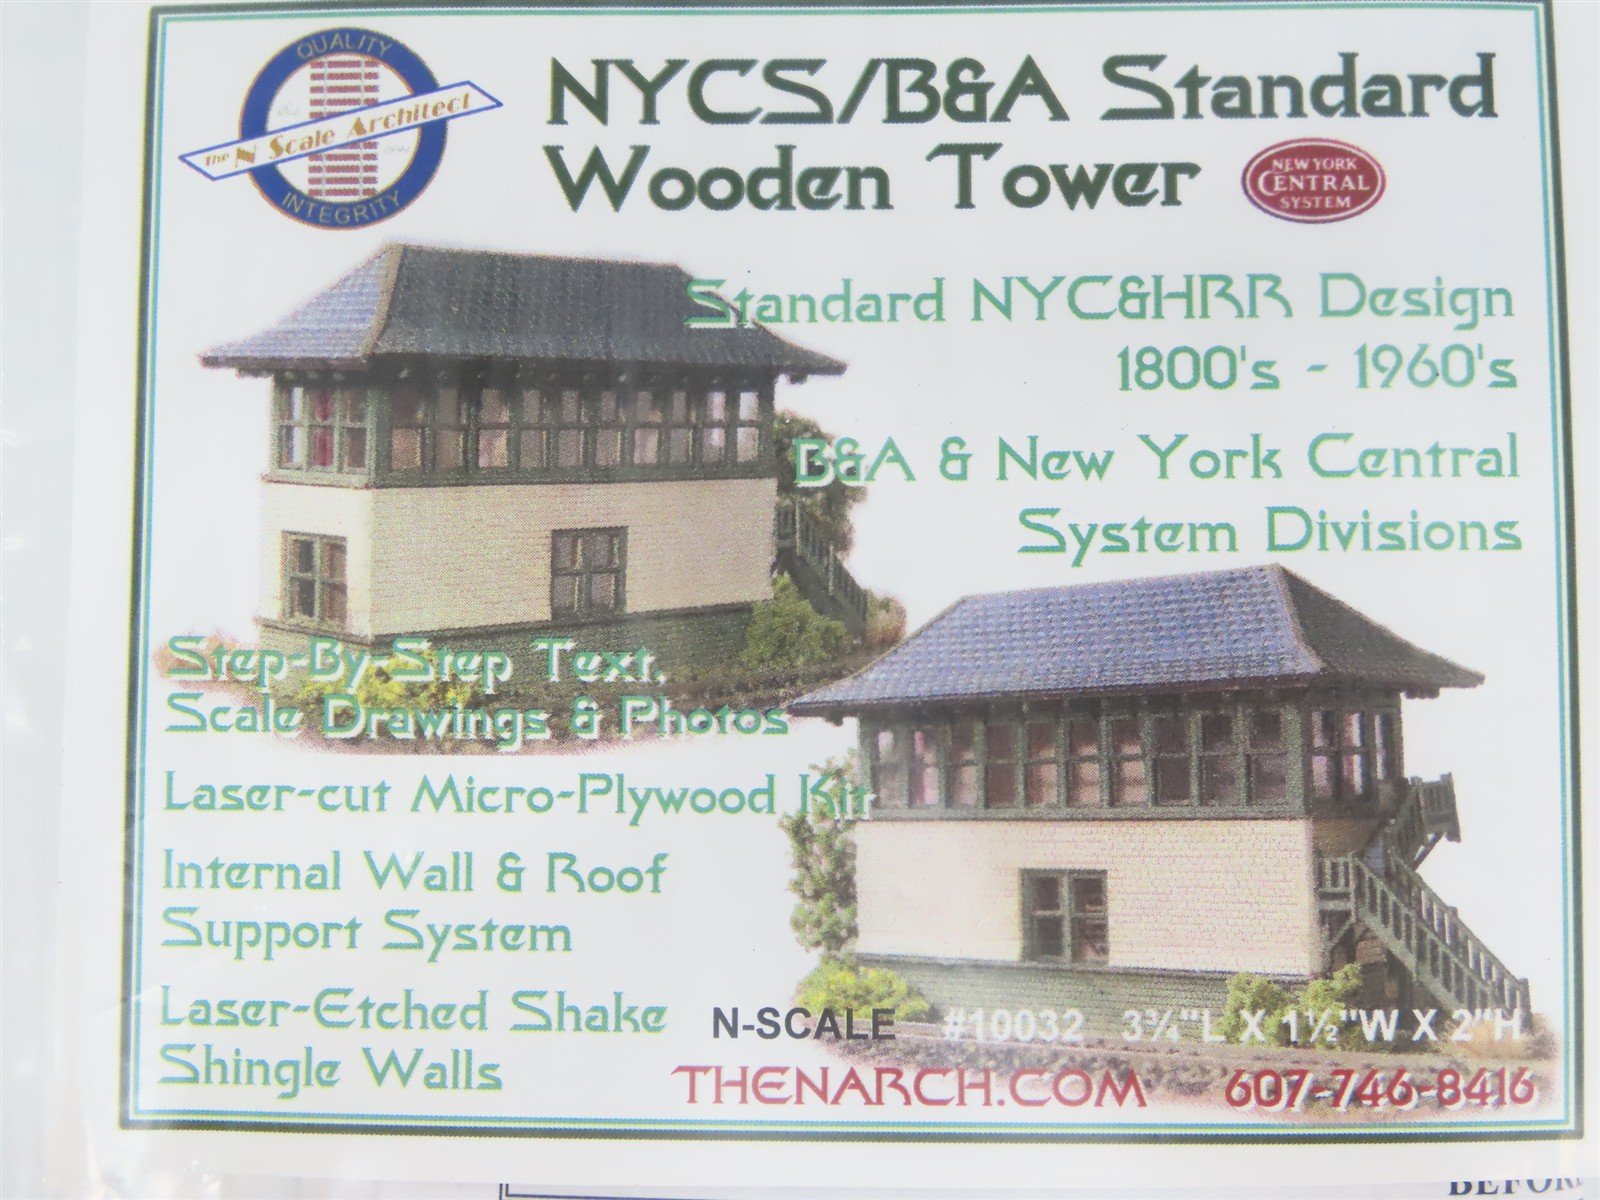 QUALITY
The N Scale Architect
INTEGRITY
NYCS/B&A Standard
Wooden Tower
NEW YORK
CENTRAL
SYSTEM
Standard NYC&HRR Design
1800's - 1960's
B&A & New York Central
System Divisions
Step-By-Step Text,
Scale Drawings & Photos
Laser-cut Micro-Plywood Kit
Internal Wall & Roof
Support System
Laser-Etched Shake
Shingle Walls
N-SCALE #10032 3¾"L X 1½"W X 2"H
THENARCH.COM 607-746-8416